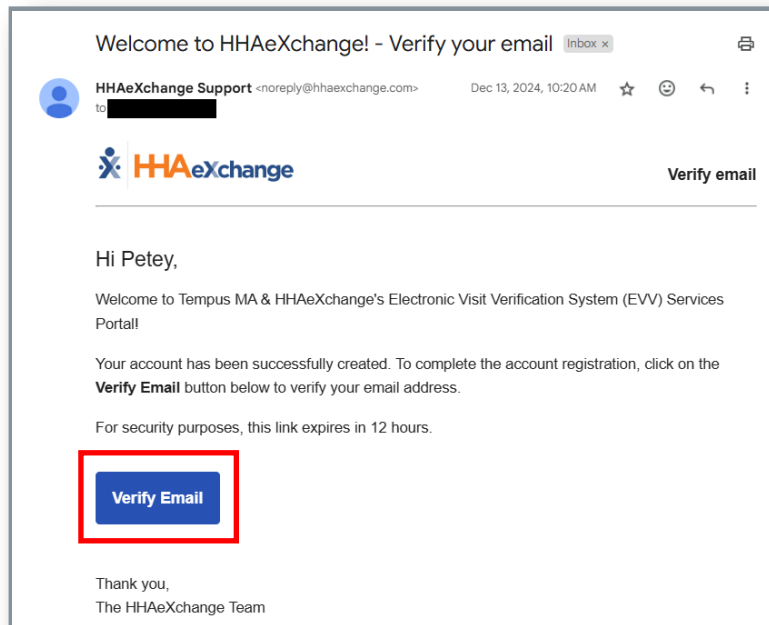 Welcome to HHAeXchange! - Verify your email Inbox ×
HHAeXchange Support <noreply@hhaexchange.com> Dec 13, 2024, 10:20 AM
to
HHAeXchange
Verify email
Hi Petey,
Welcome to Tempus MA & HHAeXchange's Electronic Visit Verification System (EVV) Services
Portal!
Your account has been successfully created. To complete the account registration, click on the
Verify Email button below to verify your email address.
For security purposes, this link expires in 12 hours.
Verify Email
Thank you,
The HHAeXchange Team